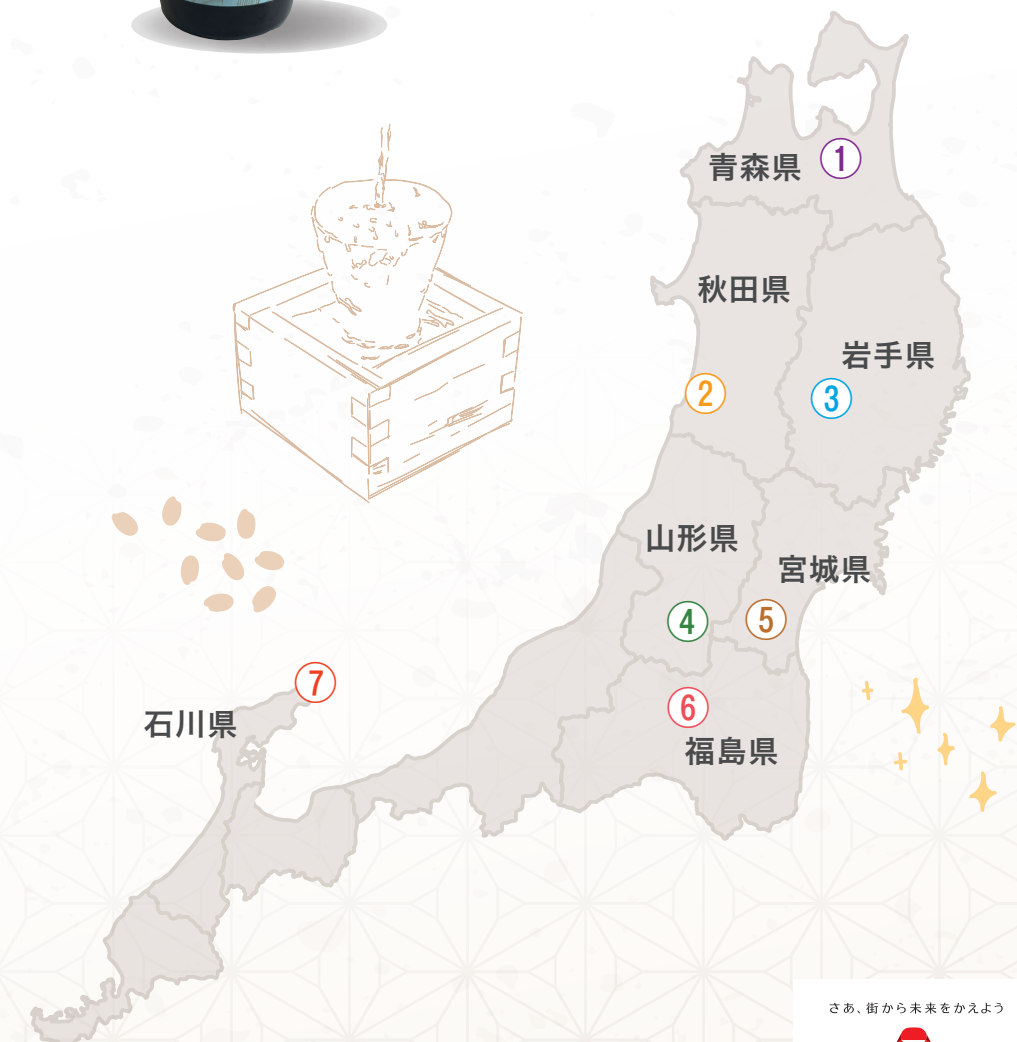 青森県 ①
秋田県
岩手県
②
③
山形県
宮城県
④
⑤
⑦
⑥
石川県
福島県
さあ、街から未来をかえよう